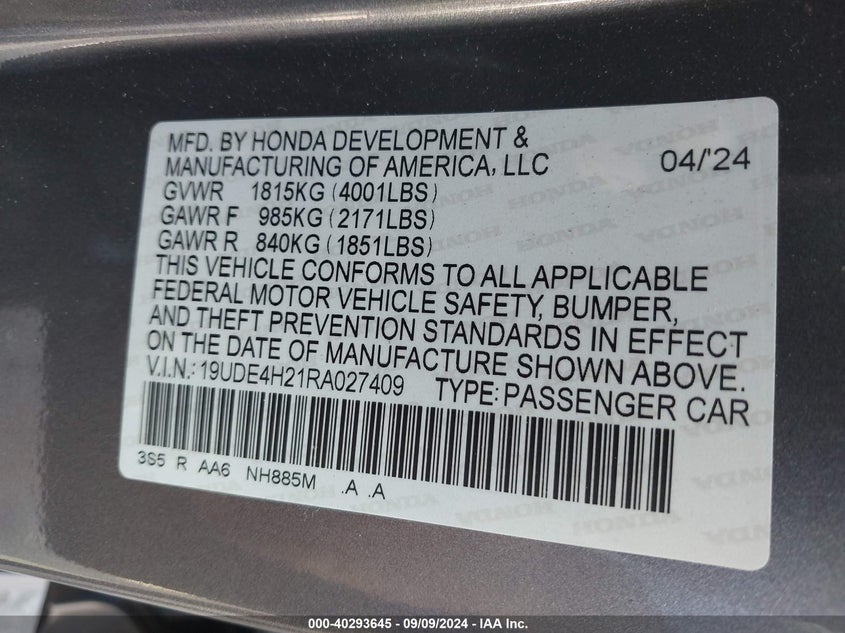 MFD. BY HONDA DEVELOPMENT &
MANUFACTURING OF AMERICA, LLC 04/'24
GVWR 1815KG (4001LBS)
GAWR F 985KG (2171LBS)
GAWR R 840KG (1851LBS)
THIS VEHICLE CONFORMS TO ALL APPLICABLE
FEDERAL MOTOR VEHICLE SAFETY, BUMPER,
AND THEFT PREVENTION STANDARDS IN EFFECT
ON THE DATE OF MANUFACTURE SHOWN ABOVE.
V.I.N.:19UDE4H21RA027409 TYPE:PASSENGER CAR
3S5 R AA6 NH885M .A .A
000-40293645 - 09/09/2024 - IAA Inc.